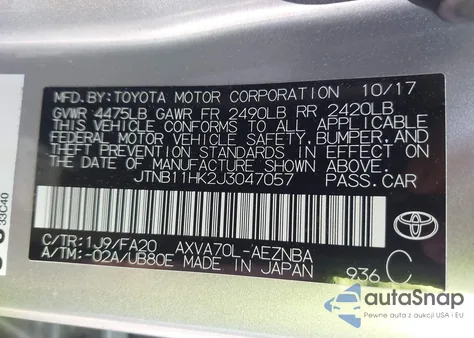 MFD.BY:TOYOTA MOTOR CORPORATION 10/17
GVWR 4475LB GAWR FR 2490LB RR 2420LB
THIS VEHICLE CONFORMS TO ALL APPLICABLE
FEDERAL MOTOR VEHICLE SAFETY,BUMPER,AND
THEFT PREVENTION STANDARDS IN EFFECT ON
THE DATE OF MANUFACTURE SHOWN ABOVE.
JTNB11HK2J3047057 PASS.CAR
33C40
C/TR:1J9/FA20 AXVA70L-AEZNBA
A/TM:-02A/UB80E MADE IN JAPAN 936 C
TOYOTA
autaSnap
Pewne auta z aukcji USA i EU